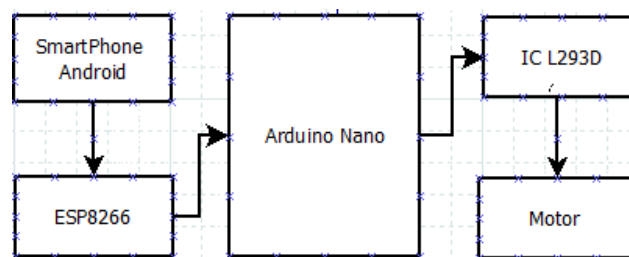 SmartPhone
Android
ESP8266
Arduino Nano
IC L293D
Motor